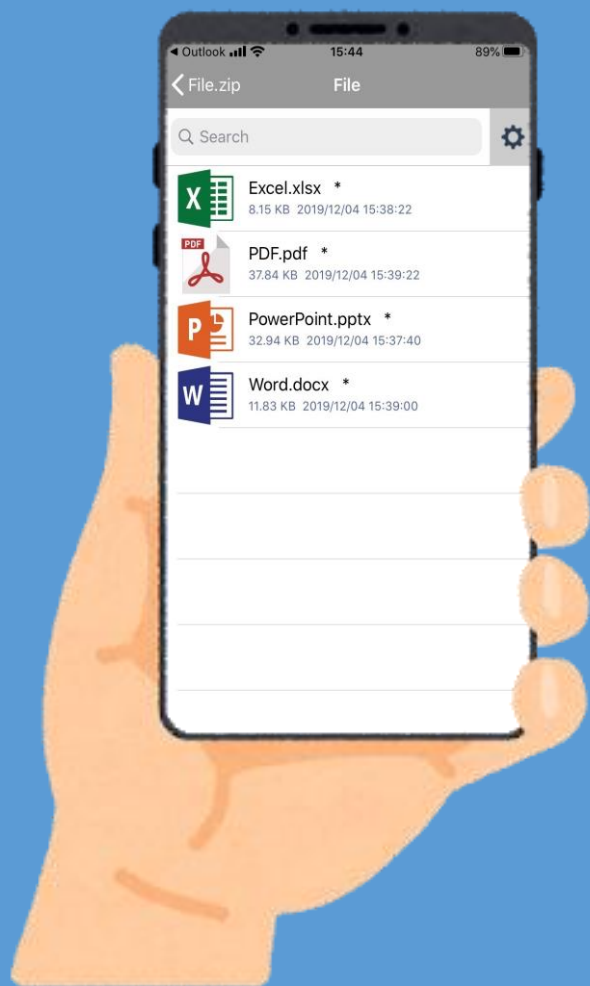 ◀ Outlook 15:44 89%
File.zip File
Search
X
Excel.xlsx *
8.15 KB 2019/12/04 15:38:22
PDF
PDF.pdf *
37.84 KB 2019/12/04 15:39:22
P
PowerPoint.pptx *
32.94 KB 2019/12/04 15:37:40
W
Word.docx *
11.83 KB 2019/12/04 15:39:00